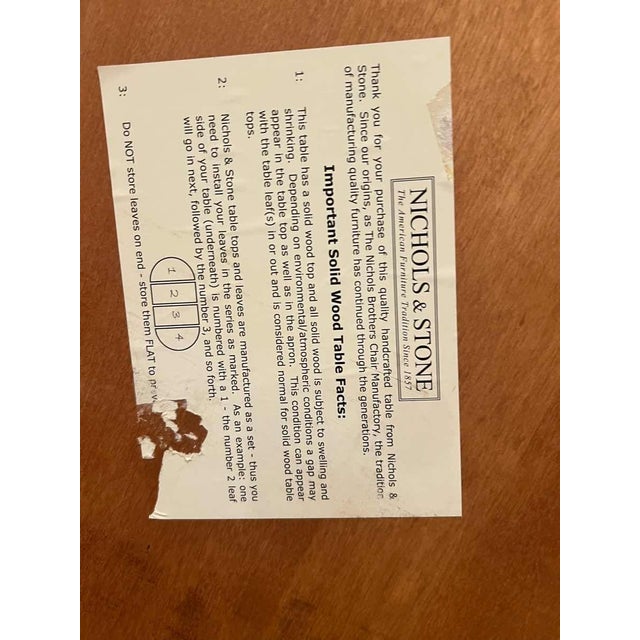 NICHOLS & STONE
The American Furniture Tradition Since 1857
Thank you for your purchase of this quality handcrafted table from Nichols &
Stone. Since our origins, as The Nichols Brothers Chair Manufactory, the tradition
of manufacturing quality furniture has continued through the generations.
Important Solid Wood Table Facts:
1: This table has a solid wood top and all solid wood is subject to swelling and
shrinking. Depending on environmental/atmospheric conditions a gap may
appear in the table top as well as in the apron. This condition can appear
with the table leaf(s) in or out and is considered normal for solid wood table
tops.
2: Nichols & Stone table tops and leaves are manufactured as a set - thus you
need to install your leaves in the series as marked. As an example: one
side of your table (underneath) is numbered with a 1 - the number 2 leaf
will go in next, followed by the number 3, and so forth.
1 2 3 4
3: Do NOT store leaves on end - store them FLAT to